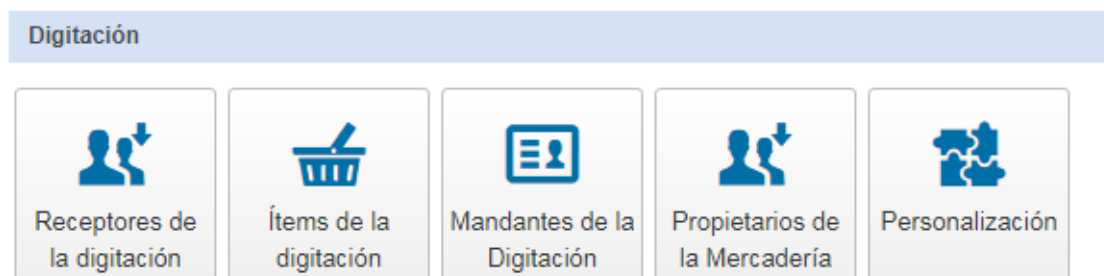 Digitación
Receptores de
la digitación
Ítems de la
digitación
Mandantes de la
Digitación
Propietarios de
la Mercadería
Personalización